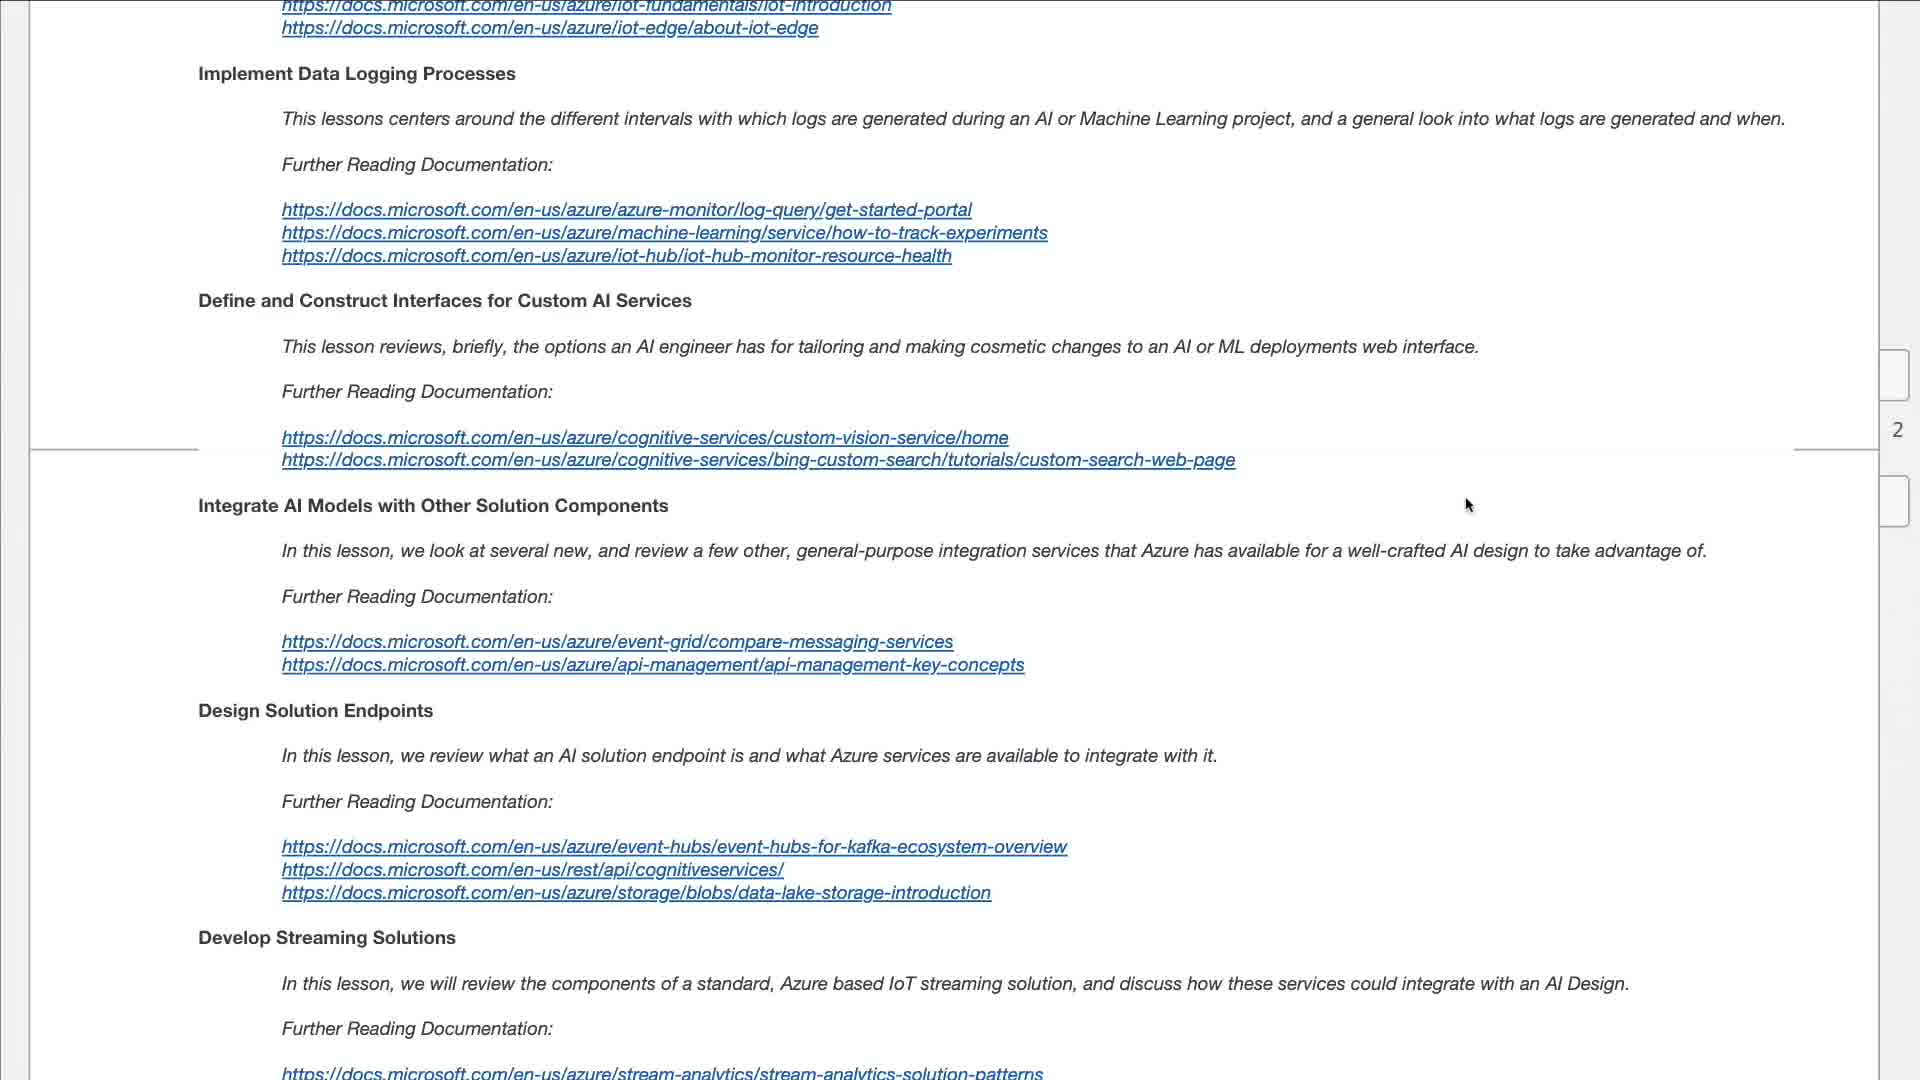 https://docs.microsoft.com/en-us/azure/iot-fundamentals/iot-introduction
https://docs.microsoft.com/en-us/azure/iot-edge/about-iot-edge
Implement Data Logging Processes
This lessons centers around the different intervals with which logs are generated during an AI or Machine Learning project, and a general look into what logs are generated and when.
Further Reading Documentation:
https://docs.microsoft.com/en-us/azure/azure-monitor/log-query/get-started-portal
https://docs.microsoft.com/en-us/azure/machine-learning/service/how-to-track-experiments
https://docs.microsoft.com/en-us/azure/iot-hub/iot-hub-monitor-resource-health
Define and Construct Interfaces for Custom AI Services
This lesson reviews, briefly, the options an AI engineer has for tailoring and making cosmetic changes to an AI or ML deployments web interface.
Further Reading Documentation:
https://docs.microsoft.com/en-us/azure/cognitive-services/custom-vision-service/home
2
https://docs.microsoft.com/en-us/azure/cognitive-services/bing-custom-search/tutorials/custom-search-web-page
Integrate AI Models with Other Solution Components
In this lesson, we look at several new, and review a few other, general-purpose integration services that Azure has available for a well-crafted AI design to take advantage of.
Further Reading Documentation:
https://docs.microsoft.com/en-us/azure/event-grid/compare-messaging-services
https://docs.microsoft.com/en-us/azure/api-management/api-management-key-concepts
Design Solution Endpoints
In this lesson, we review what an AI solution endpoint is and what Azure services are available to integrate with it.
Further Reading Documentation:
https://docs.microsoft.com/en-us/azure/event-hubs/event-hubs-for-kafka-ecosystem-overview
https://docs.microsoft.com/en-us/rest/api/cognitiveservices/
https://docs.microsoft.com/en-us/azure/storage/blobs/data-lake-storage-introduction
Develop Streaming Solutions
In this lesson, we will review the components of a standard, Azure based IoT streaming solution, and discuss how these services could integrate with an AI Design.
Further Reading Documentation:
https://docs.microsoft.com/en-us/azure/stream-analytics/stream-analytics-solution-patterns